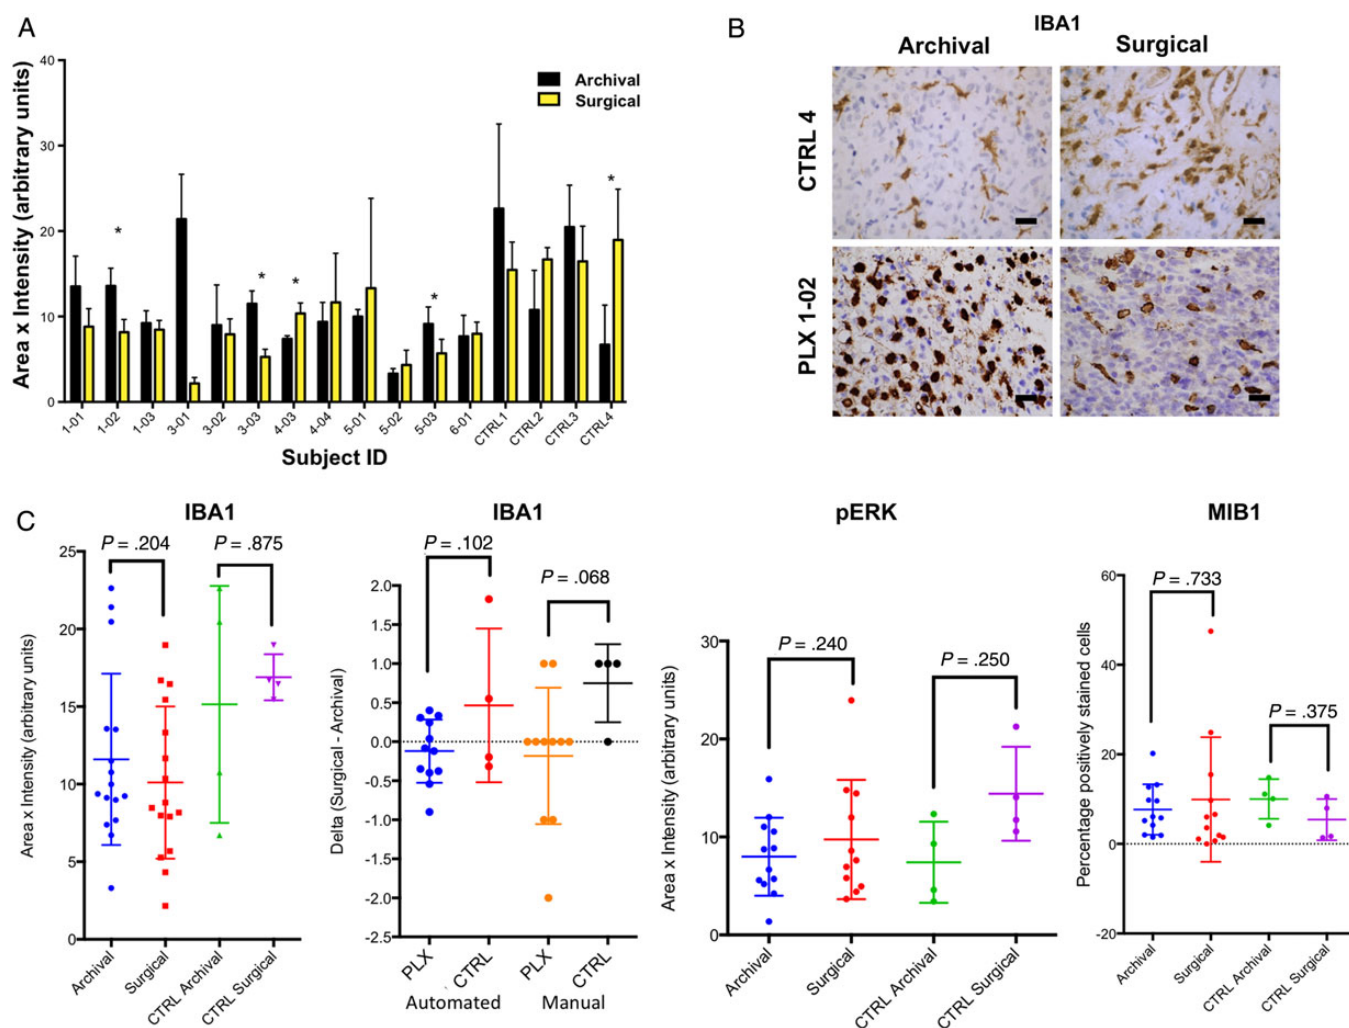 A
Area x Intensity (arbitrary units)
40
30
20
10
0
Archival
Surgical
*
*
*
*
*
1-01
1-02
1-03
3-01
3-02
3-03
4-03
4-04
5-01
5-02
5-03
6-01
CTRL1
CTRL2
CTRL3
CTRL4
Subject ID
B
IBA1
Archival
Surgical
CTRL 4
PLX 1-02
C
IBA1
P = .204
P = .875
Area x Intensity (arbitrary units)
25
20
15
10
5
0
Archival
Surgical
CTRL Archival
CTRL Surgical
IBA1
P = .102
P = .068
Delta (Surgical - Archival)
2.0
1.5
1.0
0.5
0.0
-0.5
-1.0
-1.5
-2.0
-2.5
PLX
CTRL
PLX
CTRL
Automated
Manual
pERK
P = .240
P = .250
Area x Intensity (arbitrary units)
30
20
10
0
Archival
Surgical
CTRL Archival
CTRL Surgical
MIB1
P = .733
P = .375
Percentage positively stained cells
60
40
20
0
-20
Archival
Surgical
CTRL Archival
CTRL Surgical